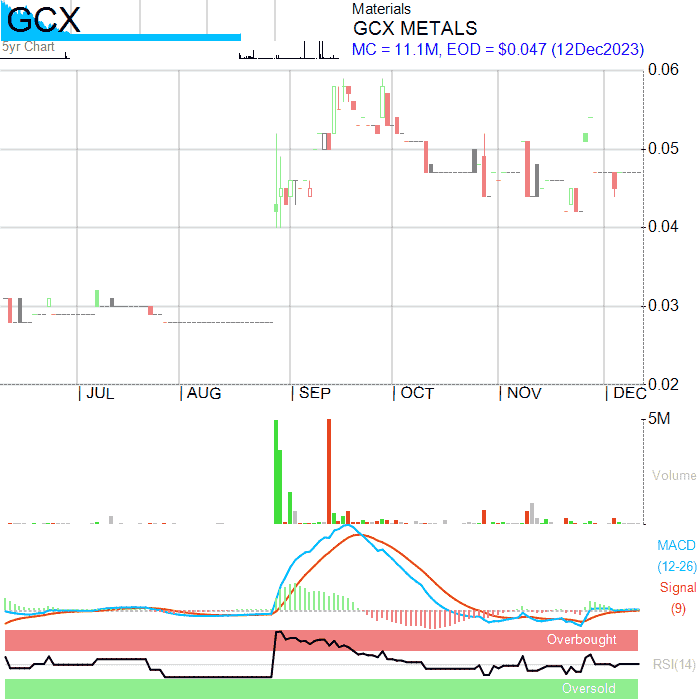 GCX
5yr Chart
Materials
GCX METALS
MC = 11.1M, EOD = $0.047 (12Dec2023)
0.06
0.05
0.04
0.03
0.02
| JUL | AUG | SEP | OCT | NOV | DEC
5M
Volume
MACD
(12-26)
Signal
(9)
Overbought
RSI(14)
Oversold